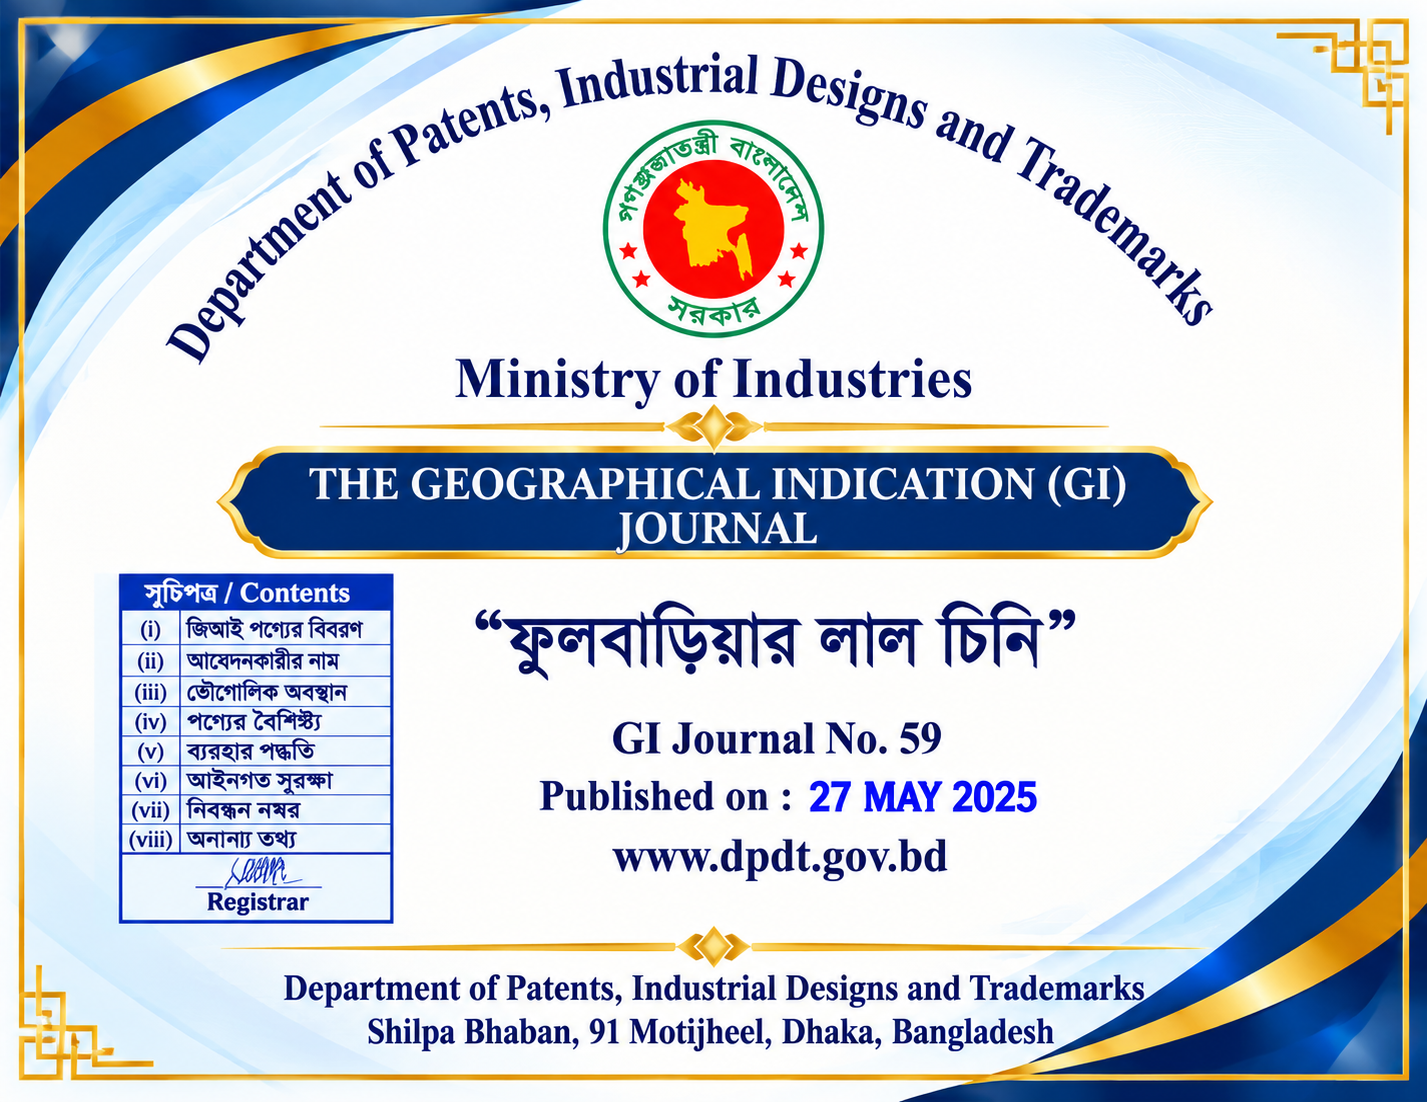 Department of Patents, Industrial Designs and Trademarks
গণপ্রজাতন্ত্রী বাংলাদেশ
সরকার
Ministry of Industries
THE GEOGRAPHICAL INDICATION (GI)
JOURNAL
সুচিপত্র / Contents
(i) জিআই পণ্যের বিবরণ
(ii) আবেদনকারীর নাম
(iii) ভৌগোলিক অবস্থান
(iv) পণ্যের বৈশিষ্ট্য
(v) ব্যরহার পদ্ধতি
(vi) আইনগত সুরক্ষা
(vii) নিবন্ধন নম্বর
(viii) অনান্য তথ্য
Registrar
“ফুলবাড়িয়ার লাল চিনি”
GI Journal No. 59
Published on : 27 MAY 2025
www.dpdt.gov.bd
Department of Patents, Industrial Designs and Trademarks
Shilpa Bhaban, 91 Motijheel, Dhaka, Bangladesh